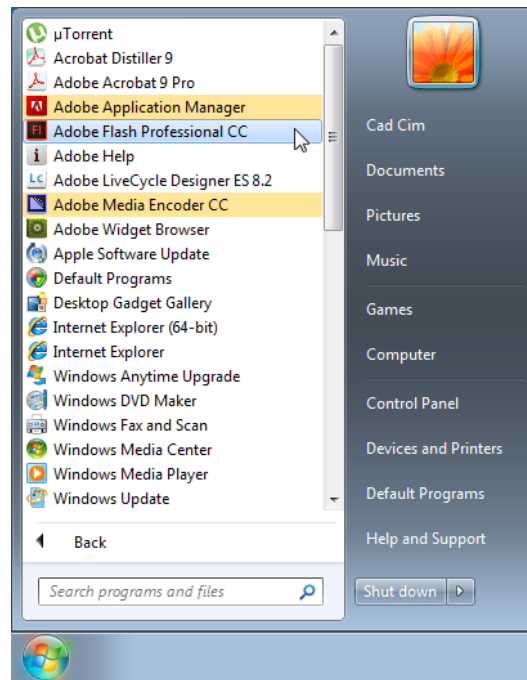 µTorrent
Acrobat Distiller 9
Adobe Acrobat 9 Pro
Adobe Application Manager
Adobe Flash Professional CC
Adobe Help
Adobe LiveCycle Designer ES 8.2
Adobe Media Encoder CC
Adobe Widget Browser
Apple Software Update
Default Programs
Desktop Gadget Gallery
Internet Explorer (64-bit)
Internet Explorer
Windows Anytime Upgrade
Windows DVD Maker
Windows Fax and Scan
Windows Media Center
Windows Media Player
Windows Update
Back
Search programs and files
Cad Cim
Documents
Pictures
Music
Games
Computer
Control Panel
Devices and Printers
Default Programs
Help and Support
Shut down